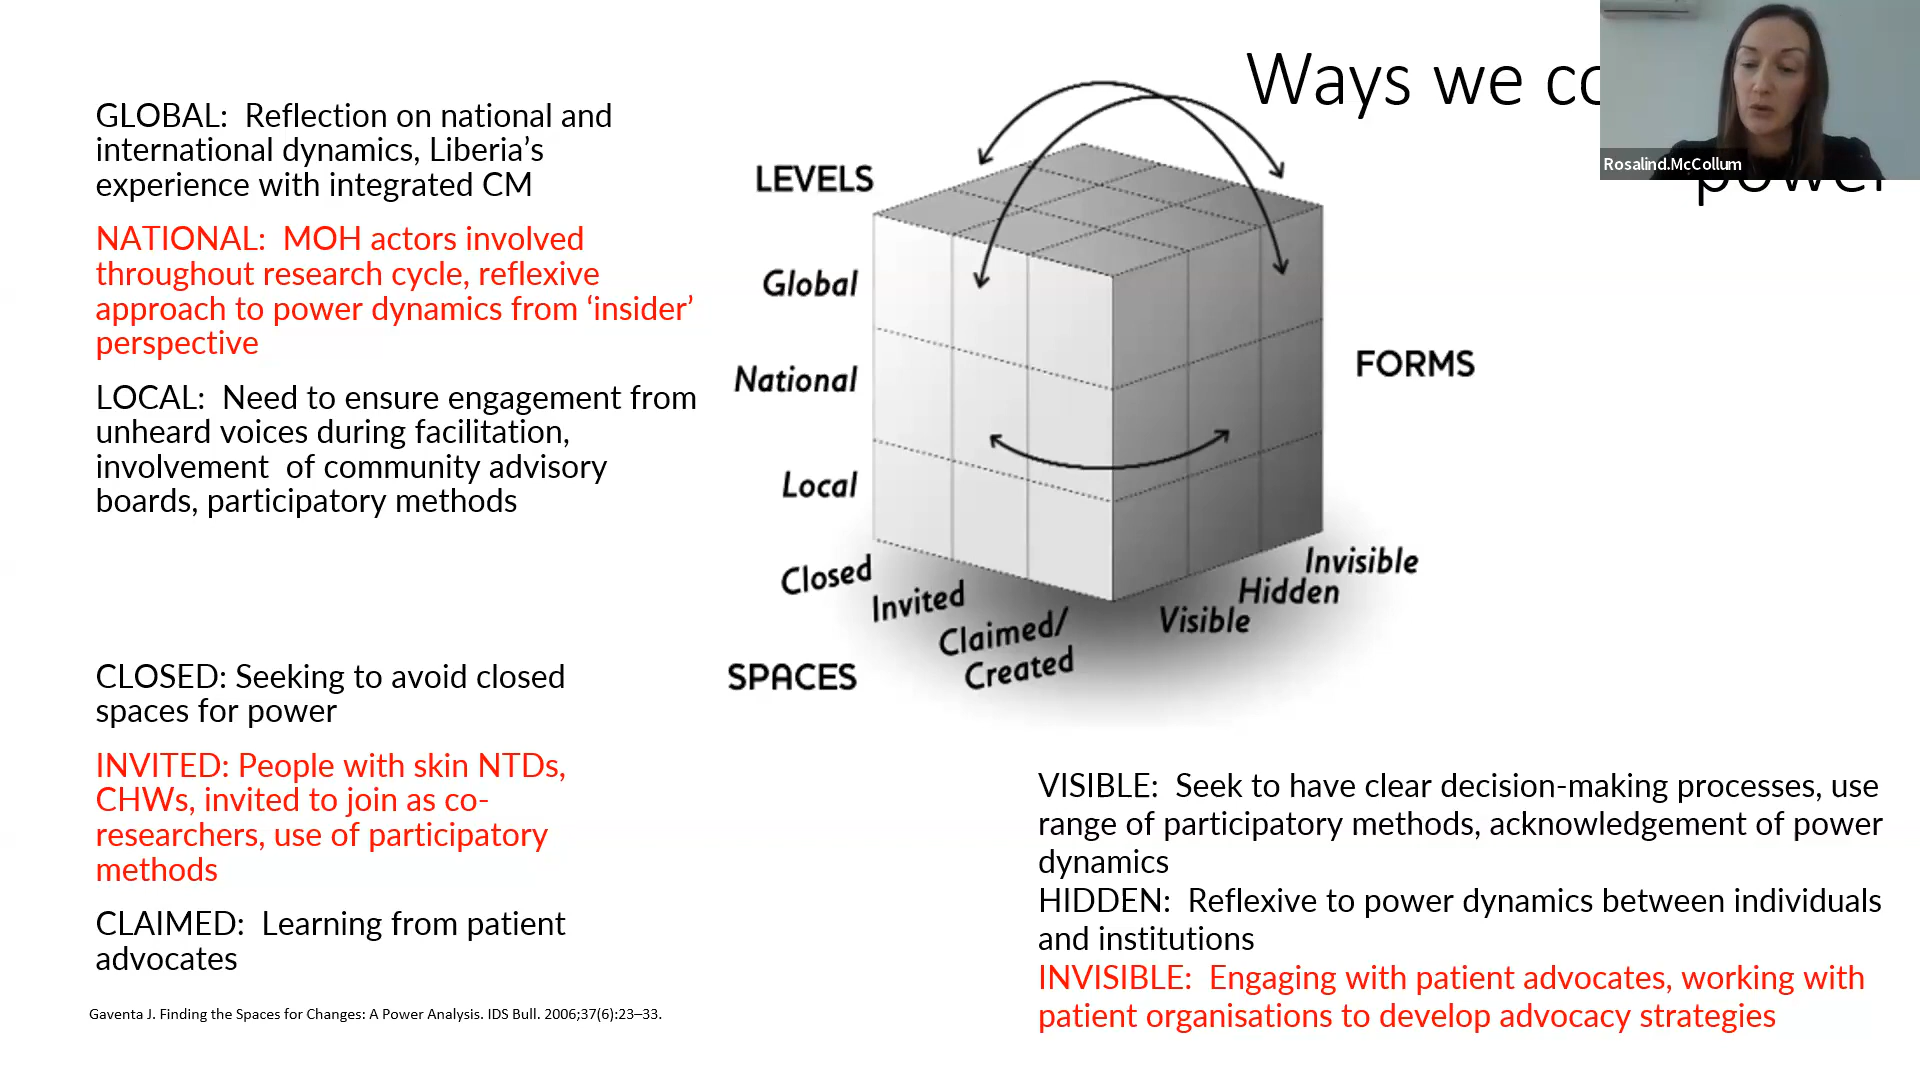 Ways we co
power
Rosalind.McCollum
GLOBAL:  Reflection on national and
international dynamics, Liberia’s
experience with integrated CM
NATIONAL:  MOH actors involved
throughout research cycle, reflexive
approach to power dynamics from ‘insider’
perspective
LOCAL:  Need to ensure engagement from
unheard voices during facilitation,
involvement  of community advisory
boards, participatory methods
LEVELS
Global
National
Local
FORMS
Closed
Invited
Claimed/
Created
Visible
Hidden
Invisible
SPACES
CLOSED: Seeking to avoid closed
spaces for power
INVITED: People with skin NTDs,
CHWs, invited to join as co-
researchers, use of participatory
methods
CLAIMED:  Learning from patient
advocates
VISIBLE:  Seek to have clear decision-making processes, use
range of participatory methods, acknowledgement of power
dynamics
HIDDEN:  Reflexive to power dynamics between individuals
and institutions
INVISIBLE:  Engaging with patient advocates, working with
patient organisations to develop advocacy strategies
Gaventa J. Finding the Spaces for Changes: A Power Analysis. IDS Bull. 2006;37(6):23–33.